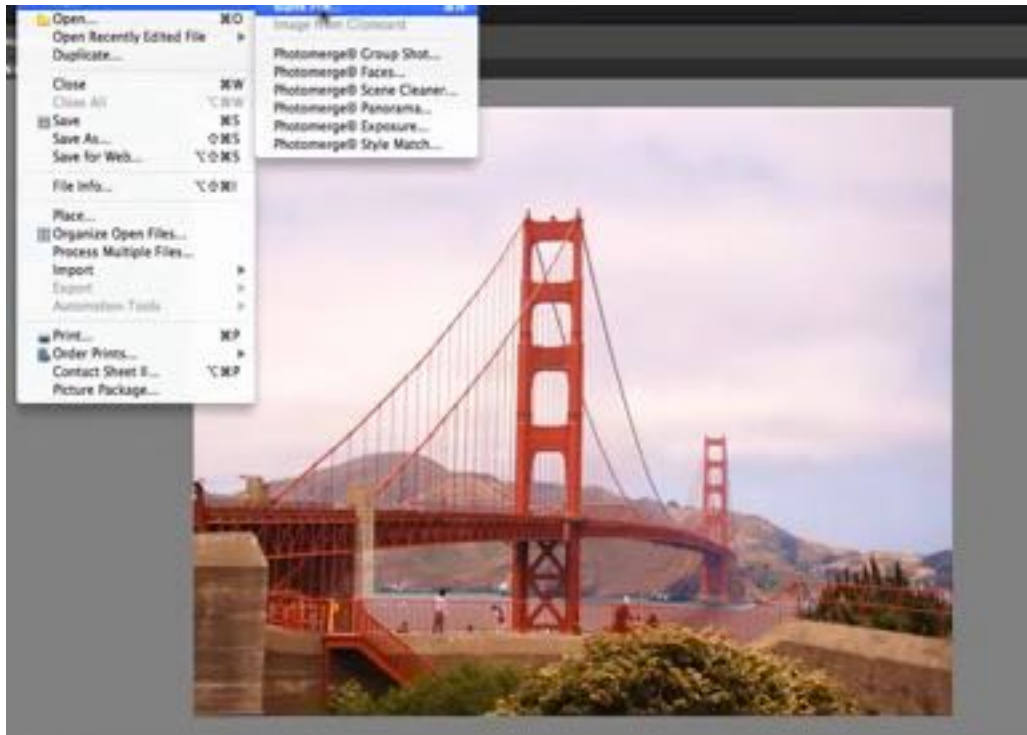 Open... ⌘O
Open Recently Edited File ▶
Duplicate...
Close ⌘W
Close All ⌥⌘W
Save ⌘S
Save As... ⇧⌘S
Save for Web... ⌥⇧⌘S
File Info... ⌥⇧⌘I
Place...
Organize Open Files...
Process Multiple Files...
Import ▶
Export ▶
Automation Tools ▶
Print... ⌘P
Order Prints... ▶
Contact Sheet II... ⌥⌘P
Picture Package...
Image from Clipboard
Photomerge® Group Shot...
Photomerge® Faces...
Photomerge® Scene Cleaner...
Photomerge® Panorama...
Photomerge® Exposure...
Photomerge® Style Match...